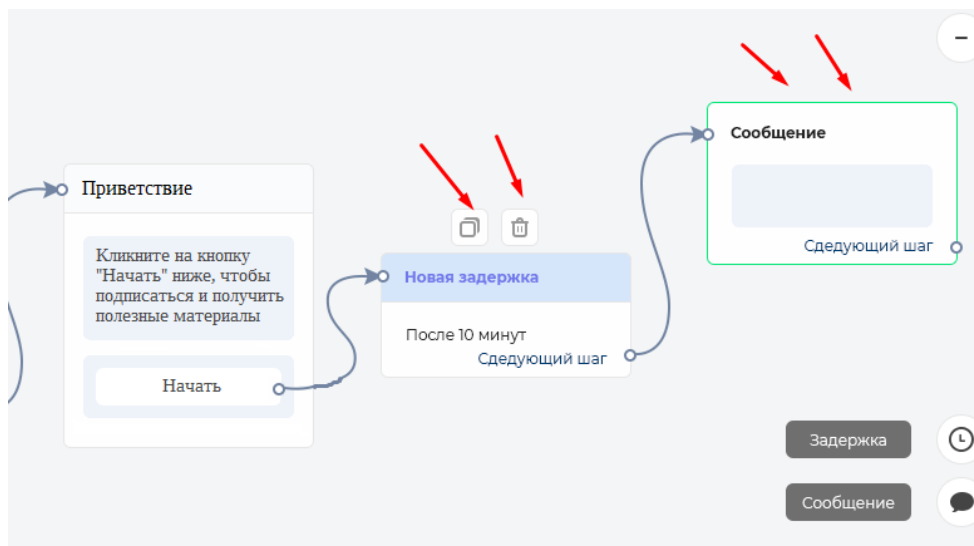 Приветствие
Кликните на кнопку
"Начать" ниже, чтобы
подписаться и получить
полезные материалы
Начать
Новая задержка
После 10 минут
Сдедующий шаг
Сообщение
Сдедующий шаг
Задержка
Сообщение